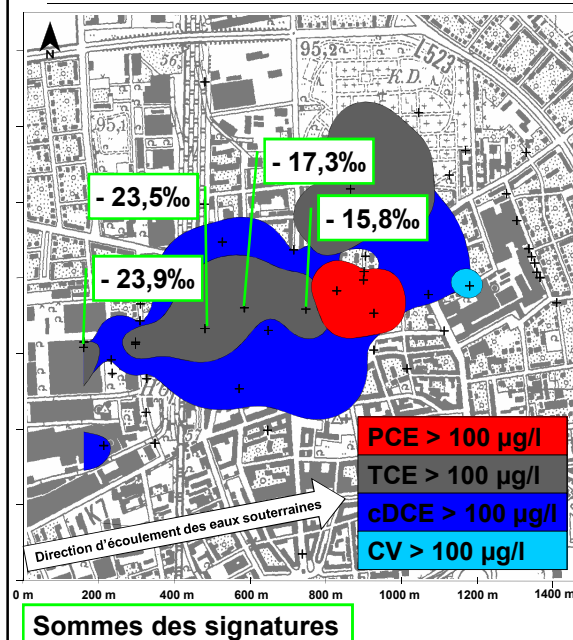 N
56
95,2
L523
K.D.
95,1
- 17,3‰
- 23,5‰
- 15,8‰
- 23,9‰
PCE > 100 µg/l
TCE > 100 µg/l
cDCE > 100 µg/l
CV > 100 µg/l
K7
Direction d'écoulement des eaux souterraines
0 m 200 m 400 m 600 m 800 m 1000 m 1200 m 1400 m
Sommes des signatures